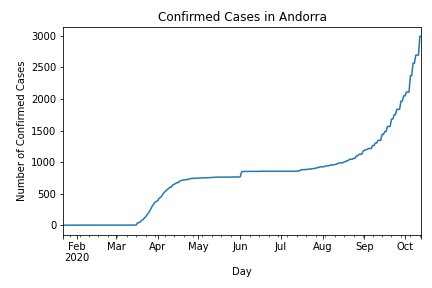 Confirmed Cases in Andorra
Number of Confirmed Cases
3000
2500
2000
1500
1000
500
0
Feb Mar Apr May Jun Jul Aug Sep Oct
2020
Day